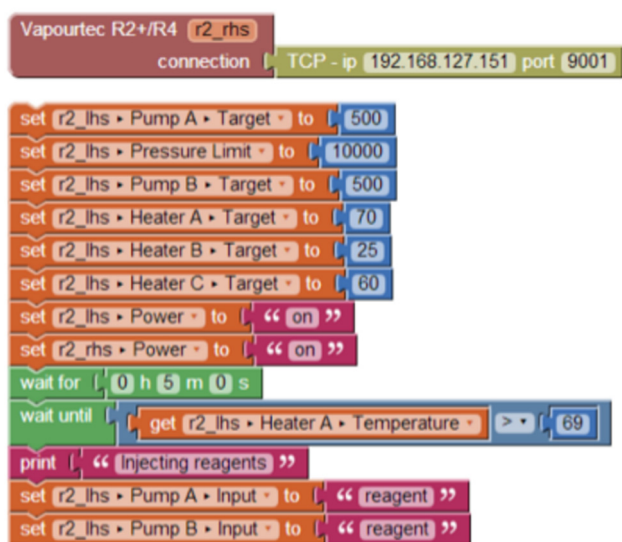 Vapourtec R2+/R4 r2_rhs
connection TCP - ip 192.168.127.151 port 9001
set r2_lhs ▸ Pump A ▸ Target ▾ to 500
set r2_lhs ▸ Pressure Limit ▾ to 10000
set r2_lhs ▸ Pump B ▸ Target ▾ to 500
set r2_lhs ▸ Heater A ▸ Target ▾ to 70
set r2_lhs ▸ Heater B ▸ Target ▾ to 25
set r2_lhs ▸ Heater C ▸ Target ▾ to 60
set r2_lhs ▸ Power ▾ to “ on ”
set r2_rhs ▸ Power ▾ to “ on ”
wait for 0 h 5 m 0 s
wait until get r2_lhs ▸ Heater A ▸ Temperature ▾ > ▾ 69
print “ Injecting reagents ”
set r2_lhs ▸ Pump A ▸ Input ▾ to “ reagent ”
set r2_lhs ▸ Pump B ▸ Input ▾ to “ reagent ”